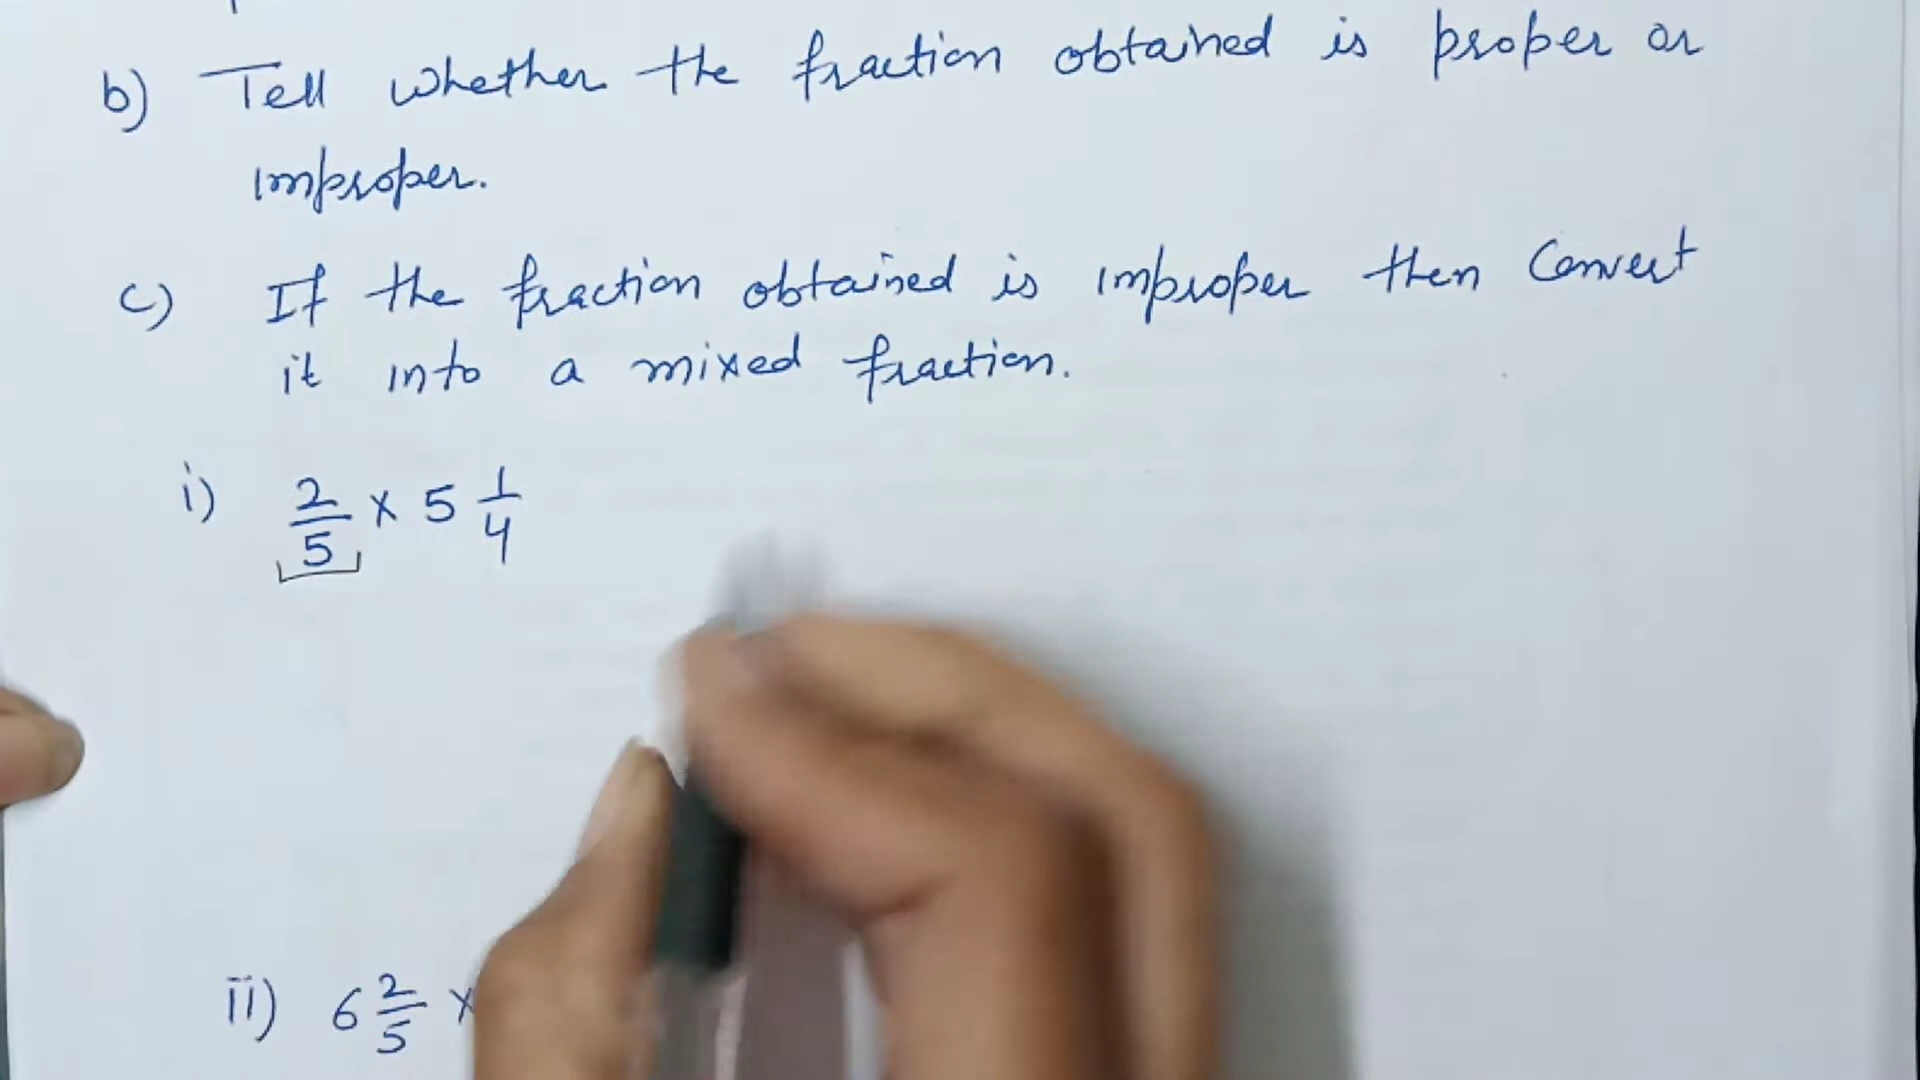 b) Tell whether the fraction obtained is proper or
improper.
c) If the fraction obtained is improper then convert
it into a mixed fraction.
i) 2/5 × 5 1/4
ii) 6 2/5 ×